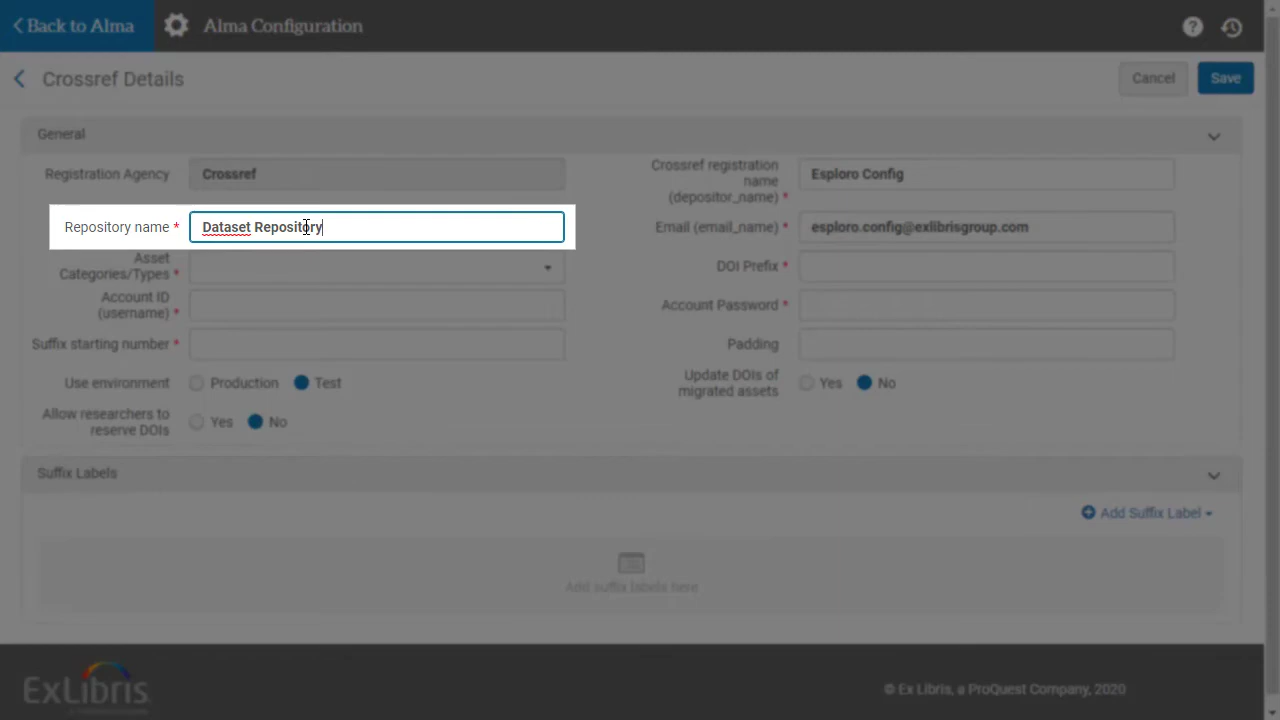 Back to Alma
Alma Configuration
Crossref Details
Cancel
Save
General
Registration Agency
Crossref
Crossref registration
name
(depositor_name) *
Esploro Config
Repository name *
Dataset Repository
Email (email_name) *
esploro.config@exlibrisgroup.com
Asset
Categories/Types *
DOI Prefix *
Account ID
(username) *
Account Password *
Suffix starting number *
Padding
Use environment
Production
Test
Update DOIs of
migrated assets
Yes
No
Allow researchers to
reserve DOIs
Yes
No
Suffix Labels
Add Suffix Label
Add suffix labels here
ExLibris
© Ex Libris, a ProQuest Company, 2020